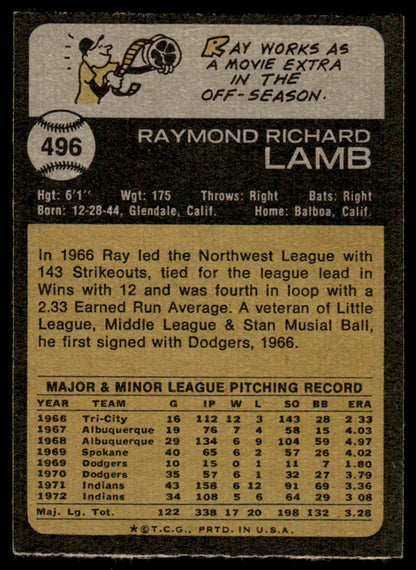 RAY WORKS AS
A MOVIE EXTRA
IN THE
OFF-SEASON.
496
RAYMOND RICHARD
LAMB
Hgt: 6'1" Wgt: 175 Throws: Right Bats: Right
Born: 12-28-44, Glendale, Calif. Home: Balboa, Calif.
In 1966 Ray led the Northwest League with
143 Strikeouts, tied for the league lead in
Wins with 12 and was fourth in loop with a
2.33 Earned Run Average. A veteran of Little
League, Middle League & Stan Musial Ball,
he first signed with Dodgers, 1966.
MAJOR & MINOR LEAGUE PITCHING RECORD
YEAR TEAM G IP W L SO BB ERA
1966 Tri-City 16 112 12 3 143 28 2.33
1967 Albuquerque 19 76 7 4 58 15 4.03
1968 Albuquerque 29 134 6 9 104 59 4.97
1969 Spokane 40 65 6 2 57 26 4.02
1969 Dodgers 10 15 0 1 11 7 1.80
1970 Dodgers 35 57 6 1 32 27 3.79
1971 Indians 43 158 6 12 91 69 3.36
1972 Indians 34 108 5 6 64 29 3.08
Maj. Lg. Tot. 122 338 17 20 198 132 3.28
*©T.C.G., PRTD. IN U.S.A.